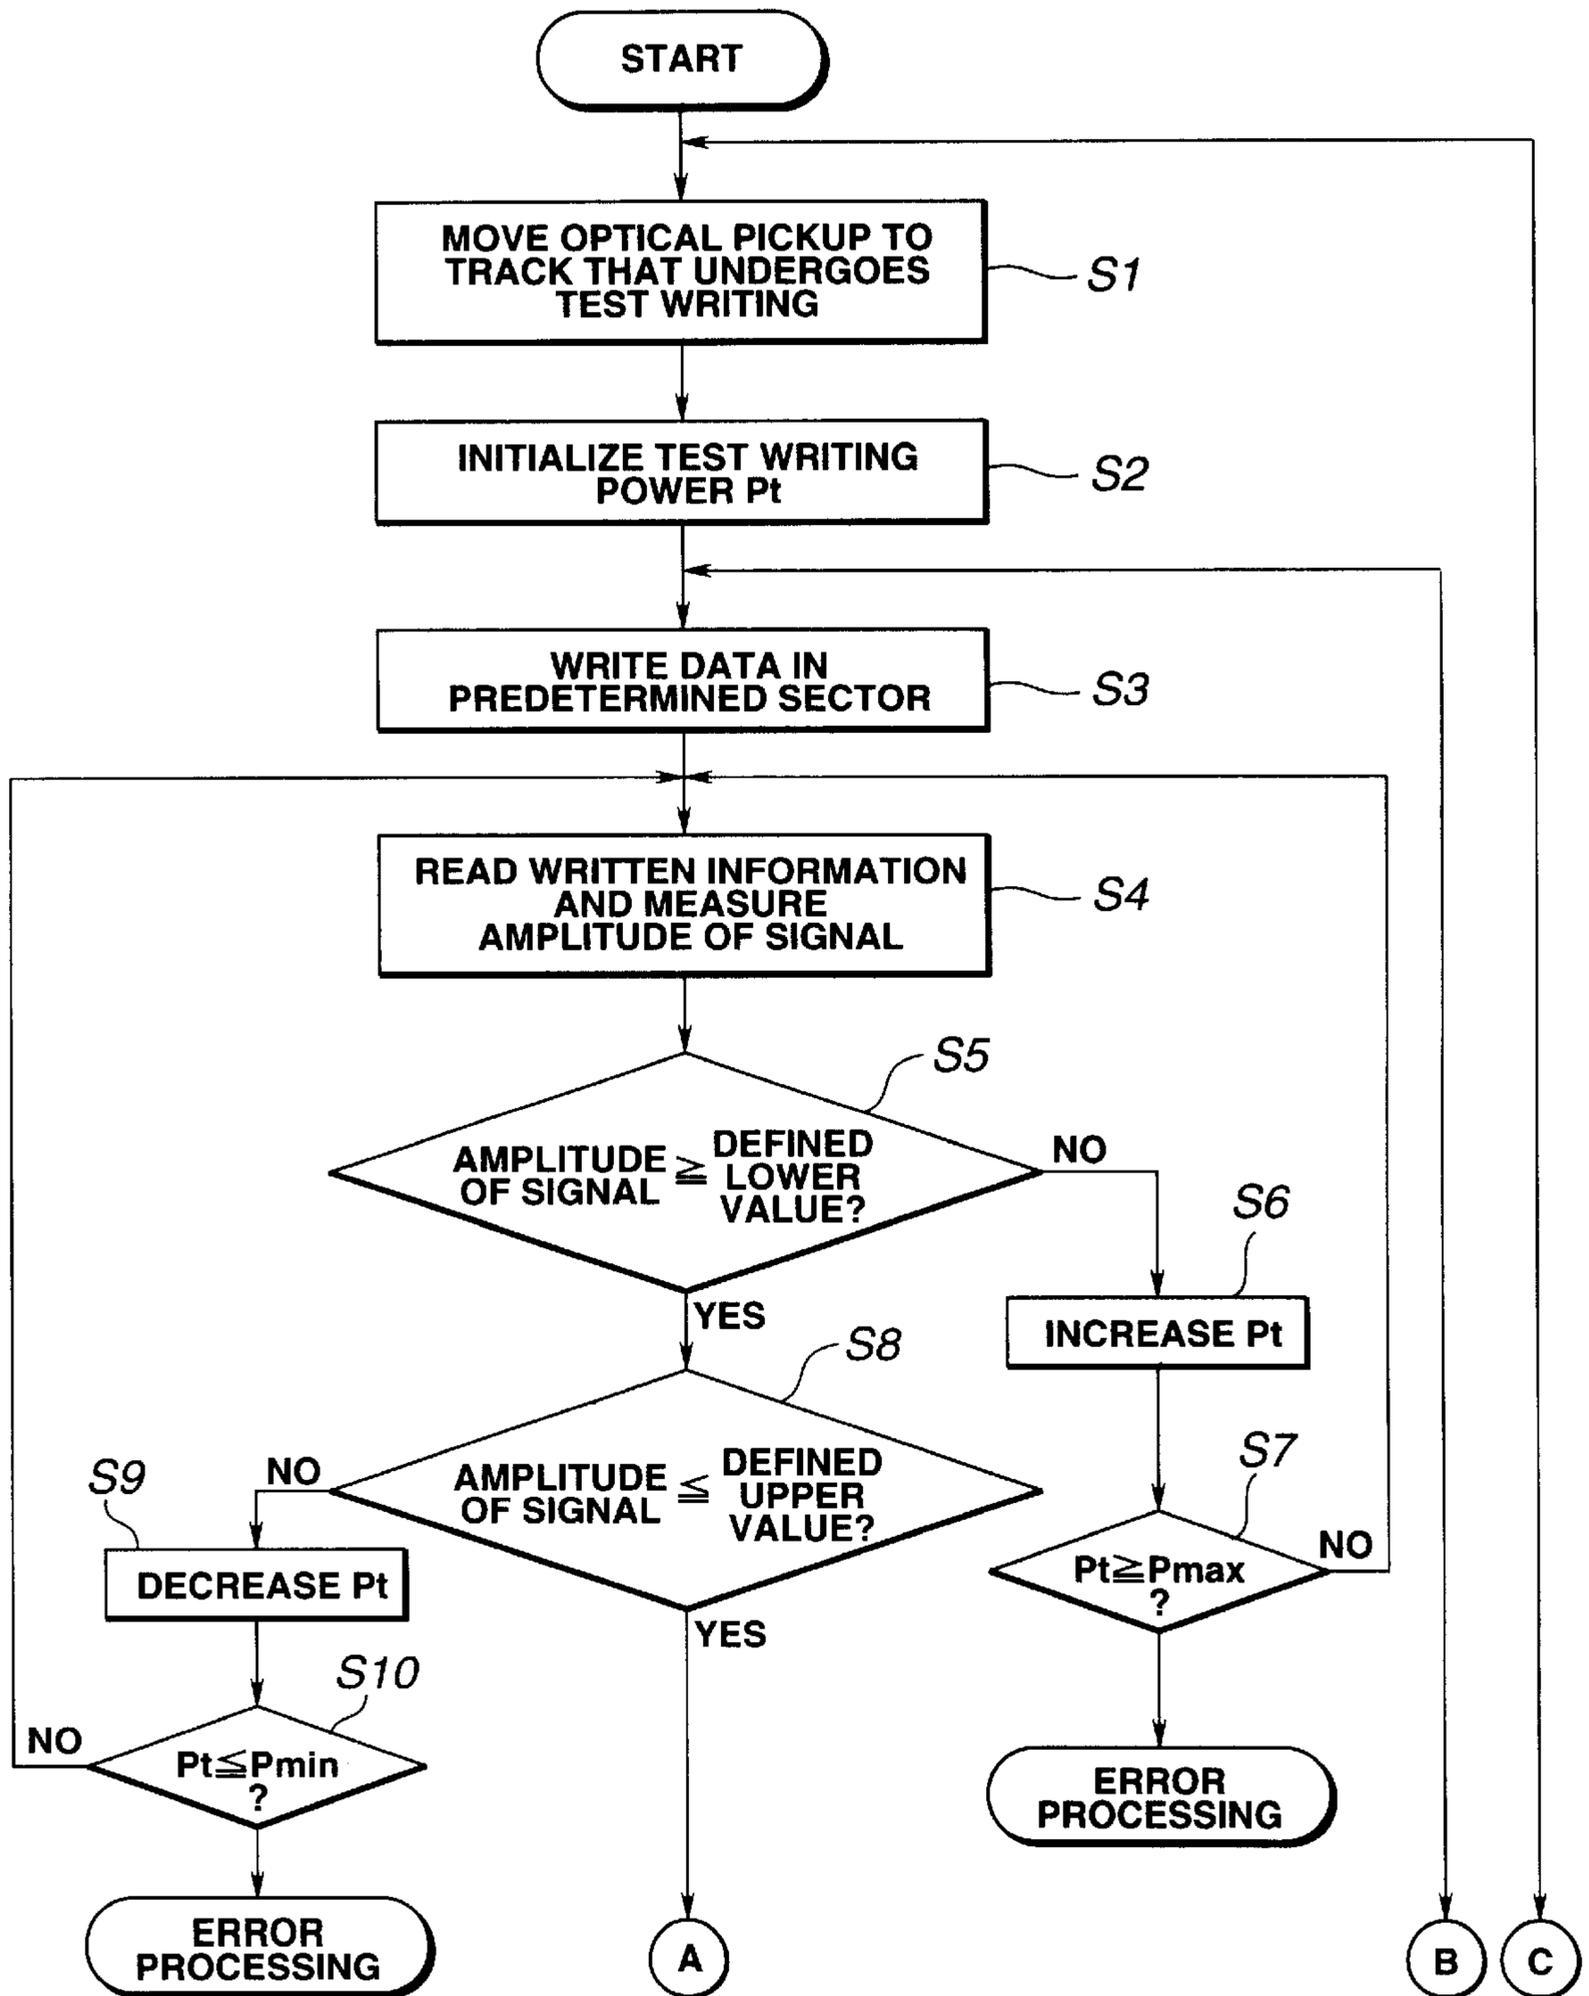 START
MOVE OPTICAL PICKUP TO
TRACK THAT UNDERGOES
TEST WRITING
S1
INITIALIZE TEST WRITING
POWER Pt
S2
WRITE DATA IN
PREDETERMINED SECTOR
S3
READ WRITTEN INFORMATION
AND MEASURE
AMPLITUDE OF SIGNAL
S4
S5
AMPLITUDE
OF SIGNAL
≧
DEFINED
LOWER
VALUE?
NO
YES
S6
INCREASE Pt
S7
Pt≧Pmax
?
NO
ERROR
PROCESSING
S8
AMPLITUDE
OF SIGNAL
≦
DEFINED
UPPER
VALUE?
NO
YES
S9
DECREASE Pt
S10
Pt≦Pmin
?
NO
ERROR
PROCESSING
A
B
C